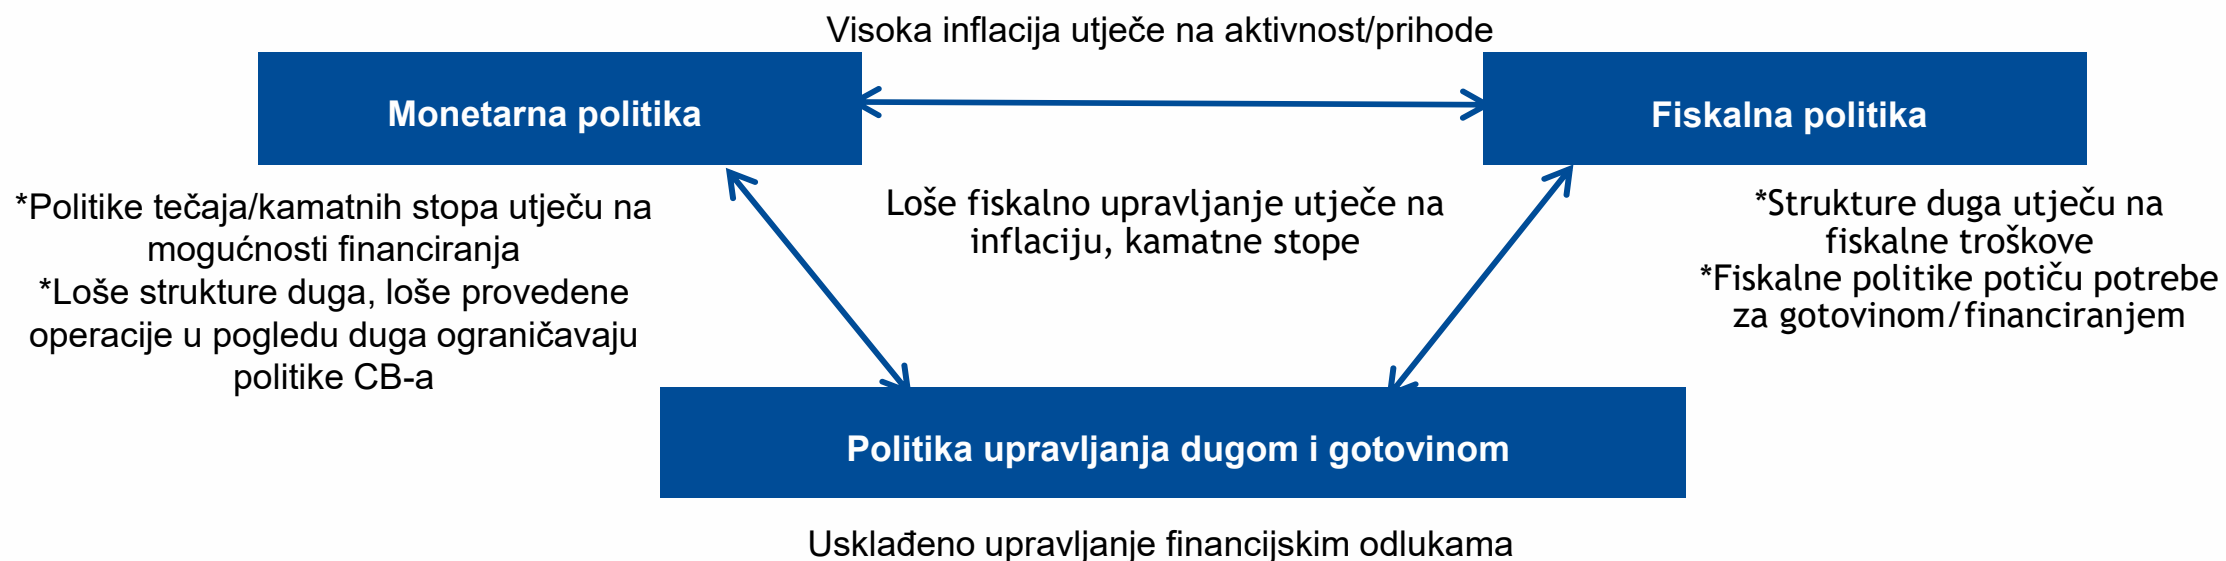 Visoka inflacija utječe na aktivnost/prihode
Monetarna politika
Fiskalna politika
*Politike tečaja/kamatnih stopa utječu na
mogućnosti financiranja
*Loše strukture duga, loše provedene
operacije u pogledu duga ograničavaju
politike CB-a
Loše fiskalno upravljanje utječe na
inflaciju, kamatne stope
*Strukture duga utječu na
fiskalne troškove
*Fiskalne politike potiču potrebe
za gotovinom/financiranjem
Politika upravljanja dugom i gotovinom
Usklađeno upravljanje financijskim odlukama